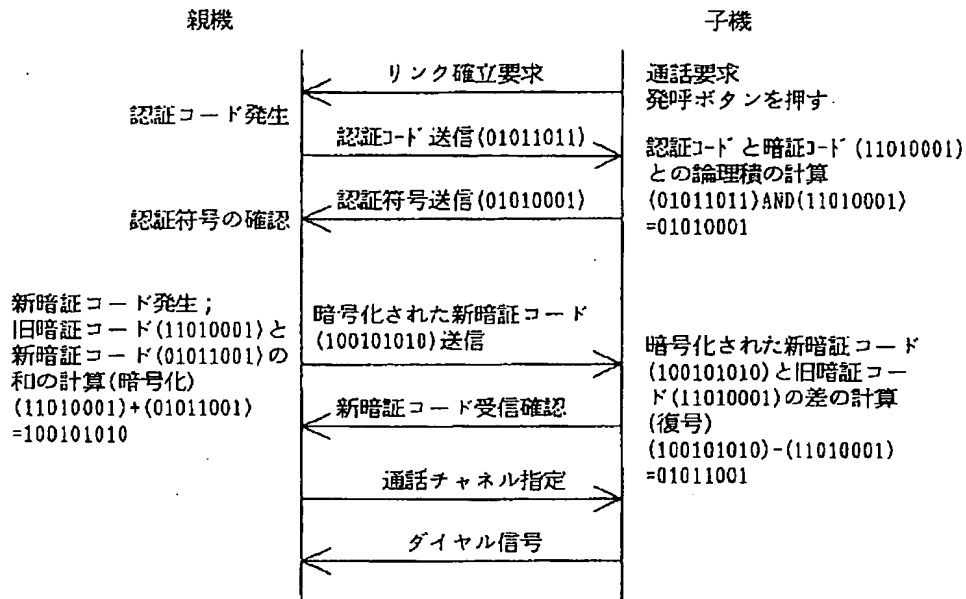 親機
子機
リンク確立要求
通話要求
発呼ボタンを押す
認証コード発生
認証コード送信(01011011)
認証コードと暗証コード(11010001)
との論理積の計算
(01011011)AND(11010001)
=01010001
認証符号送信(01010001)
認証符号の確認
新暗証コード発生;
旧暗証コード(11010001)と
新暗証コード(01011001)の
和の計算(暗号化)
(11010001)+(01011001)
=100101010
暗号化された新暗証コード
(100101010)送信
暗号化された新暗証コード
(100101010)と旧暗証コー
ド(11010001)の差の計算
(復号)
(100101010)-(11010001)
=01011001
新暗証コード受信確認
通話チャネル指定
ダイヤル信号